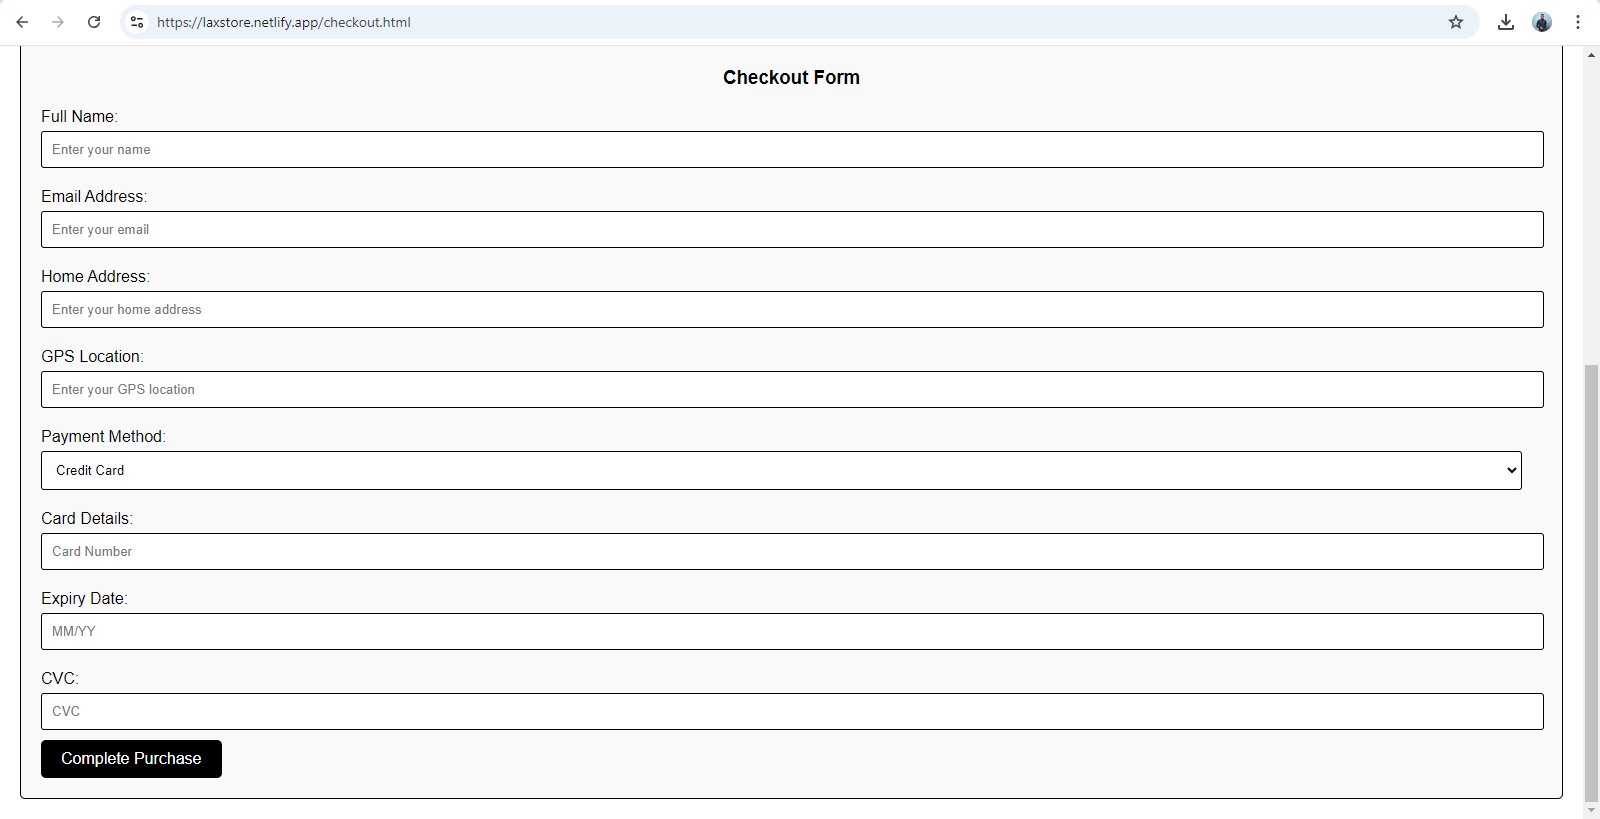 https://laxstore.netlify.app/checkout.html
Checkout Form
Full Name:
Enter your name
Email Address:
Enter your email
Home Address:
Enter your home address
GPS Location:
Enter your GPS location
Payment Method:
Credit Card
Card Details:
Card Number
Expiry Date:
MM/YY
CVC:
CVC
Complete Purchase